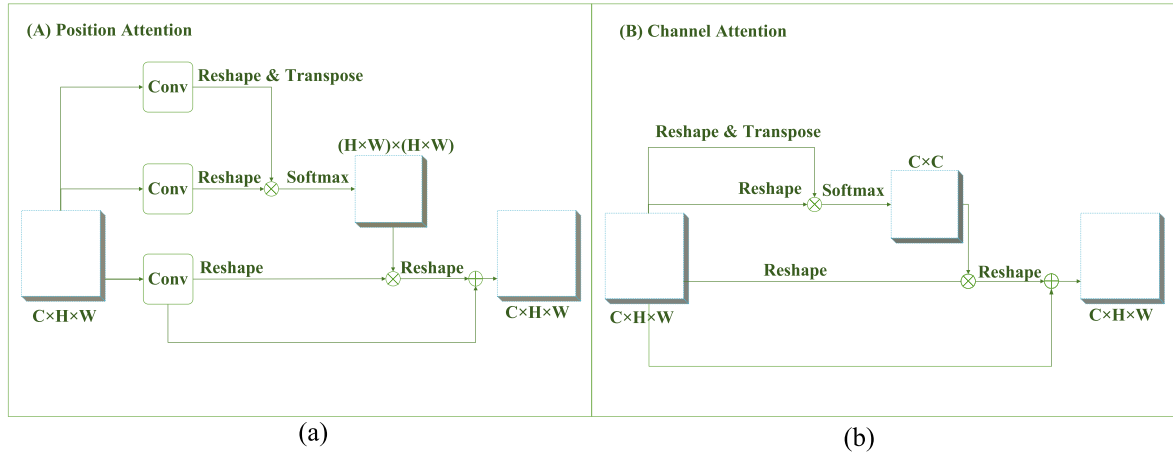 (A) Position Attention
Conv
Reshape & Transpose
(H×W)×(H×W)
Conv
Reshape
Softmax
Conv
Reshape
Reshape
C×H×W
C×H×W
(a)
(B) Channel Attention
Reshape & Transpose
C×C
Reshape
Softmax
Reshape
Reshape
C×H×W
C×H×W
(b)